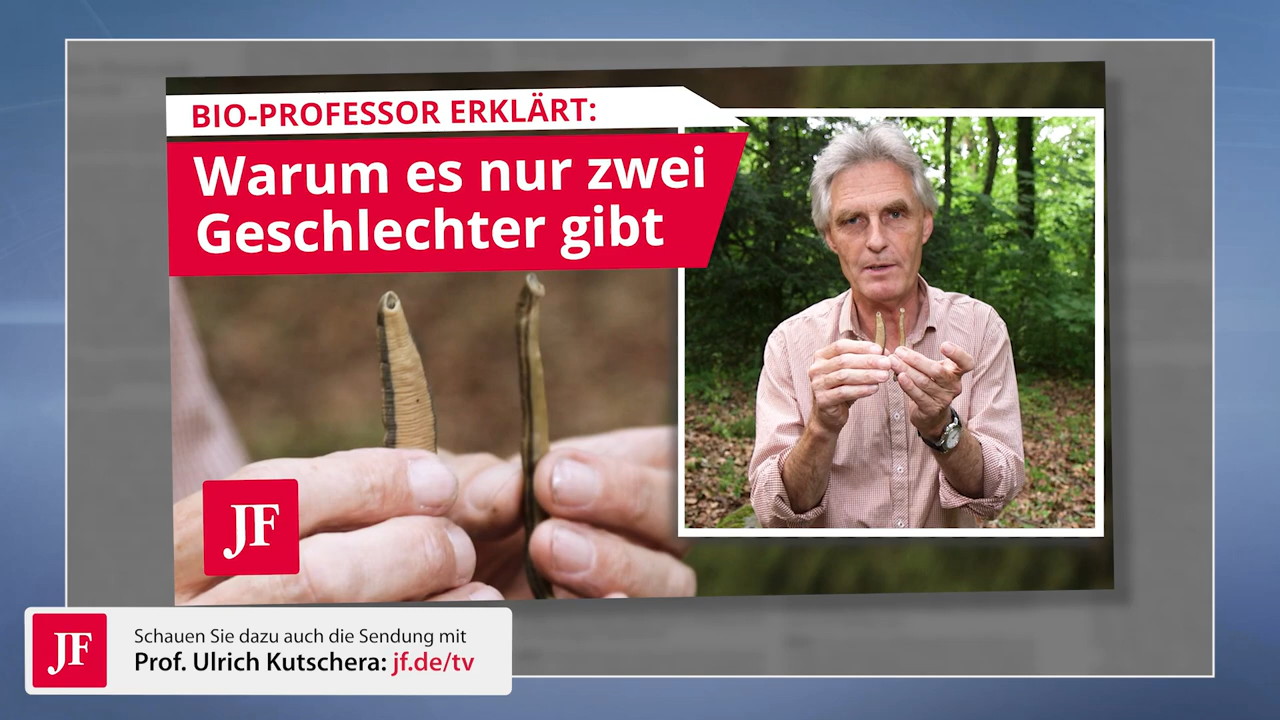 BIO-PROFESSOR ERKLÄRT:
Warum es nur zwei
Geschlechter gibt
JF
JF
Schauen Sie dazu auch die Sendung mit
Prof. Ulrich Kutschera: jf.de/tv